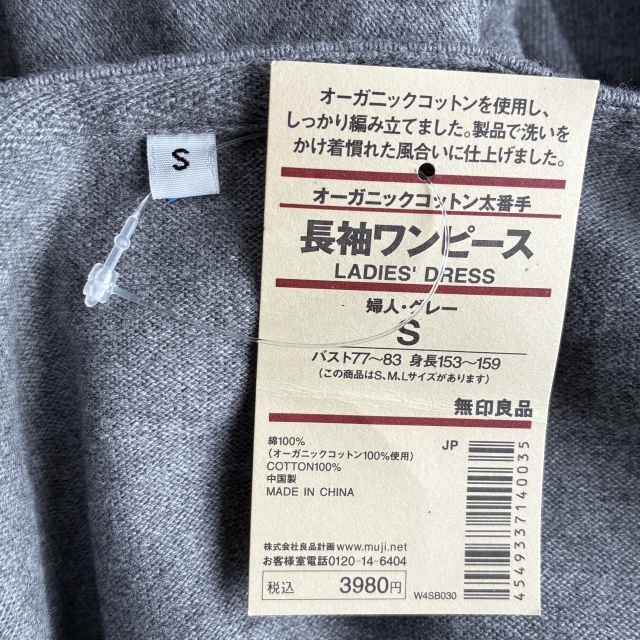 S
オーガニックコットンを使用し、
しっかり編み立てました。製品で洗いを
かけ着慣れた風合いに仕上げました。
オーガニックコットン太番手
長袖ワンピース
LADIES' DRESS
婦人・グレー
S
バスト77〜83 身長153〜159
(この商品はS、M、Lサイズがあります)
無印良品
綿100%
(オーガニックコットン100%使用)
COTTON100%
中国製
MADE IN CHINA
JP
4549337140035
株式会社良品計画 www.muji.net
お客様室電話0120-14-6404
税込 3980円
W4SB030